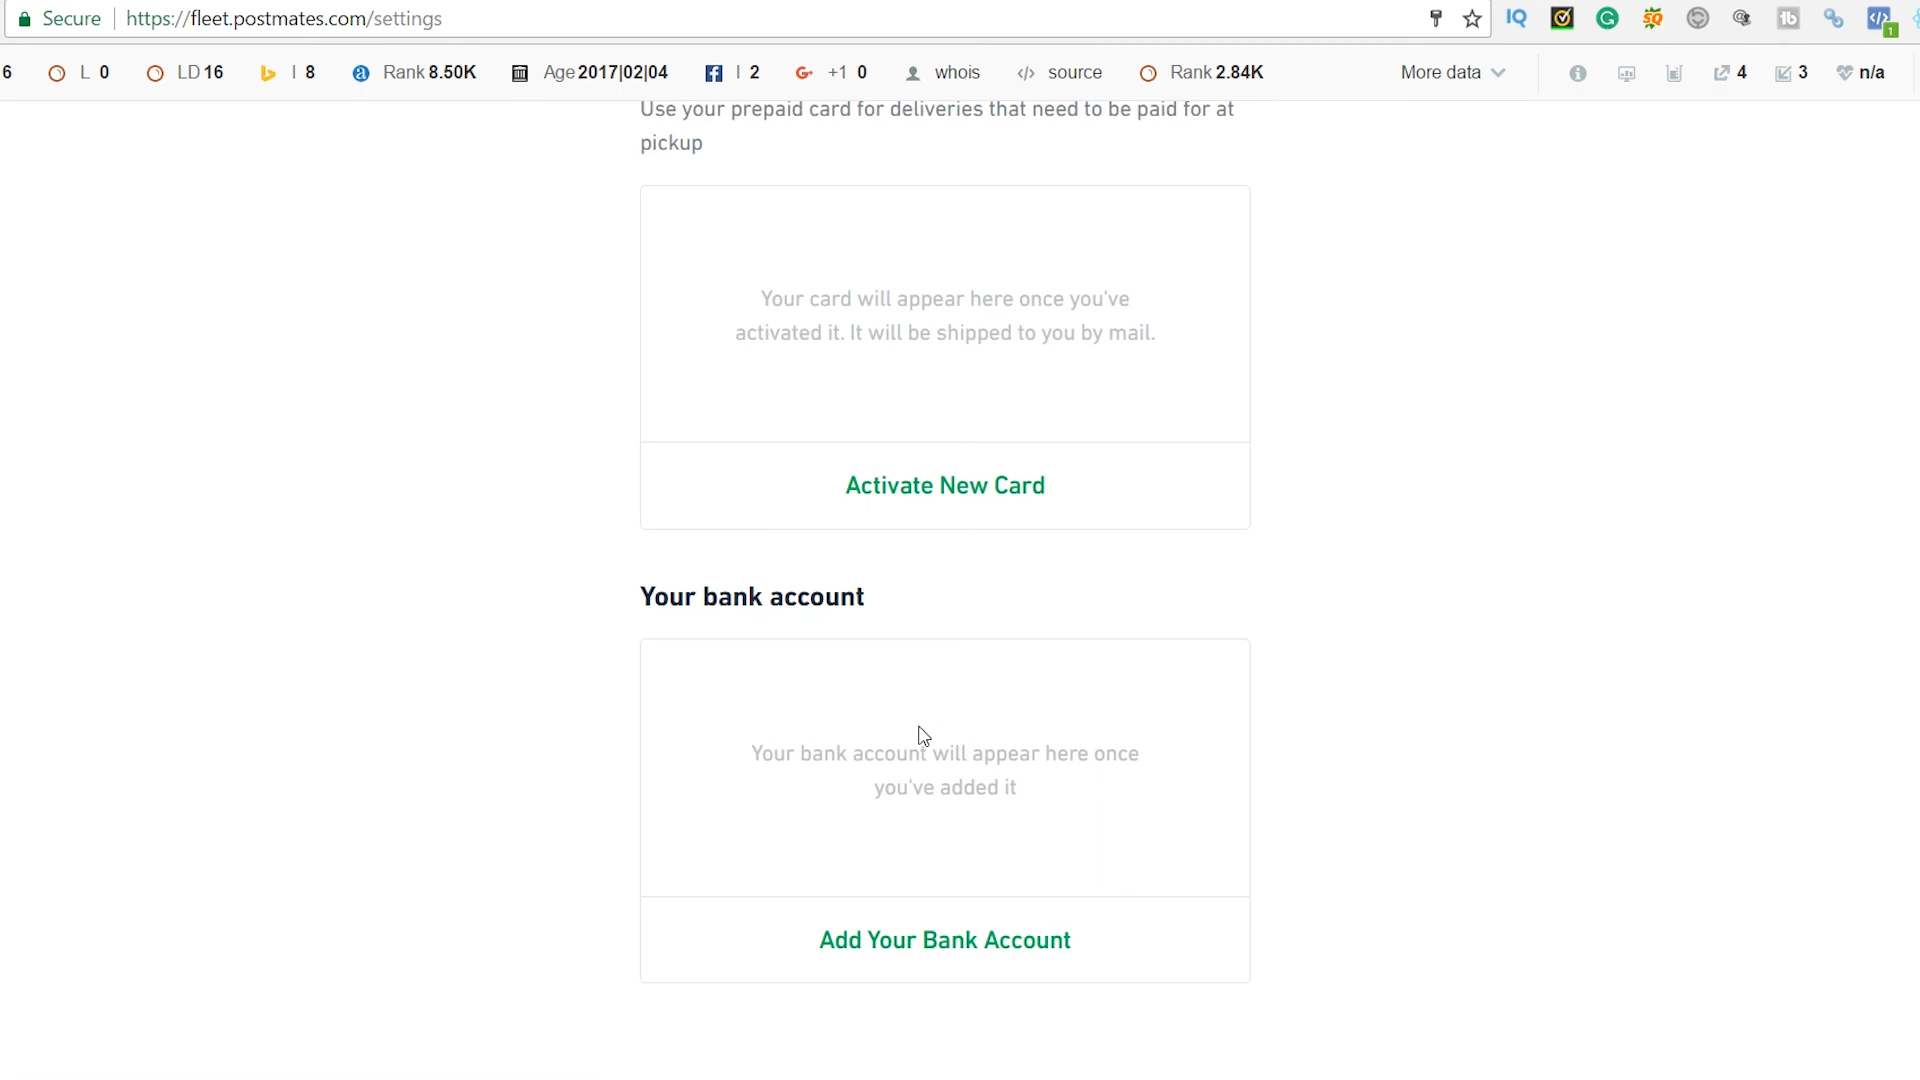 Secure https://fleet.postmates.com/settings
IQ
6 L 0 LD 16 I 8 Rank 8.50K Age 2017|02|04 I 2 +1 0 whois source Rank 2.84K More data 4 3 n/a
Use your prepaid card for deliveries that need to be paid for at
pickup
Your card will appear here once you've
activated it. It will be shipped to you by mail.
Activate New Card
Your bank account
Your bank account will appear here once
you've added it
Add Your Bank Account